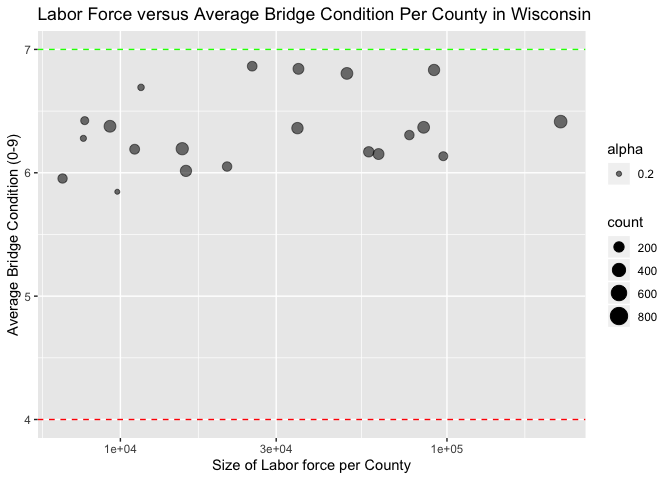 Labor Force versus Average Bridge Condition Per County in Wisconsin
Average Bridge Condition (0-9)
7
6
5
4
1e+04
3e+04
1e+05
Size of Labor force per County
alpha
0.2
count
200
400
600
800